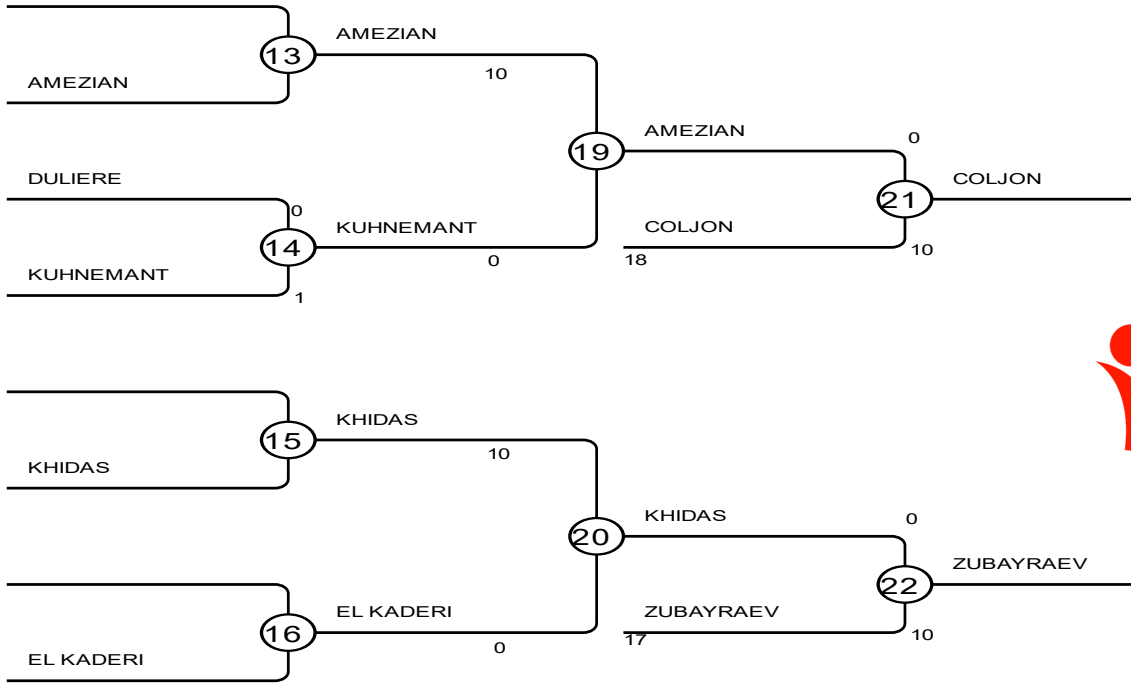 AMEZIAN
13
10
AMEZIAN
AMEZIAN
0
19
DULIERE
COLJON
21
0
KUHNEMANT
COLJON
14
0
18
10
KUHNEMANT
1
KHIDAS
15
10
KHIDAS
KHIDAS
0
20
ZUBAYRAEV
22
EL KADERI
ZUBAYRAEV
16
0
17
10
EL KADERI